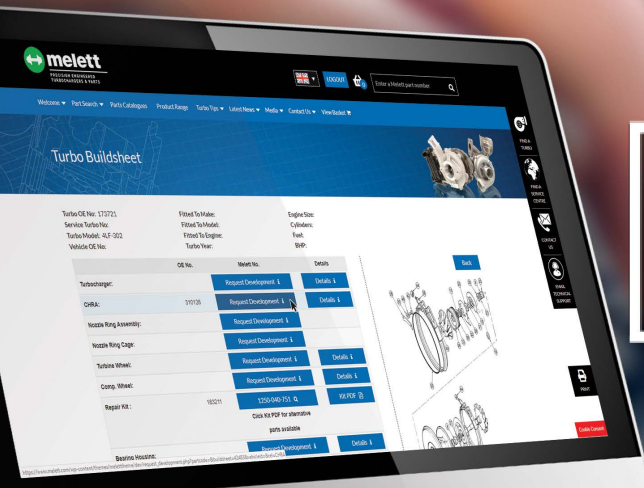 melett
PRECISION ENGINEERED
TURBOCHARGERS & PARTS
LOGOUT
0
Enter a Melett part number
Welcome Part Search Parts Catalogues Product Range Turbo Tips Latest News Media Contact Us View Basket
FIND A
TURBO
Turbo Buildsheet
FIND A
SERVICE
CENTRE
Turbo OE No: 173721 Fitted To Make: Engine Size:
Service Turbo No: Fitted To Model: Cylinders:
Turbo Model: 4LF-302 Fitted To Engine: Fuel:
Vehicle OE No: Turbo Year: BHP:
CONTACT
US
OE No. Melett No. Details
Back
Turbocharger: Request Development i Details i
EMAIL
TECHNICAL
SUPPORT
CHRA: 310128 Request Development i Details i
Nozzle Ring Assembly: Request Development i
Nozzle Ring Cage: Request Development i
Turbine Wheel: Request Development i Details i
Comp. Wheel: Request Development i Details i
PRINT
Repair Kit : 183211 1250-040-751 Kit PDF
Click Kit PDF for alternative
parts available
Cookie Consent
Bearing Housing: Request Development i Details i